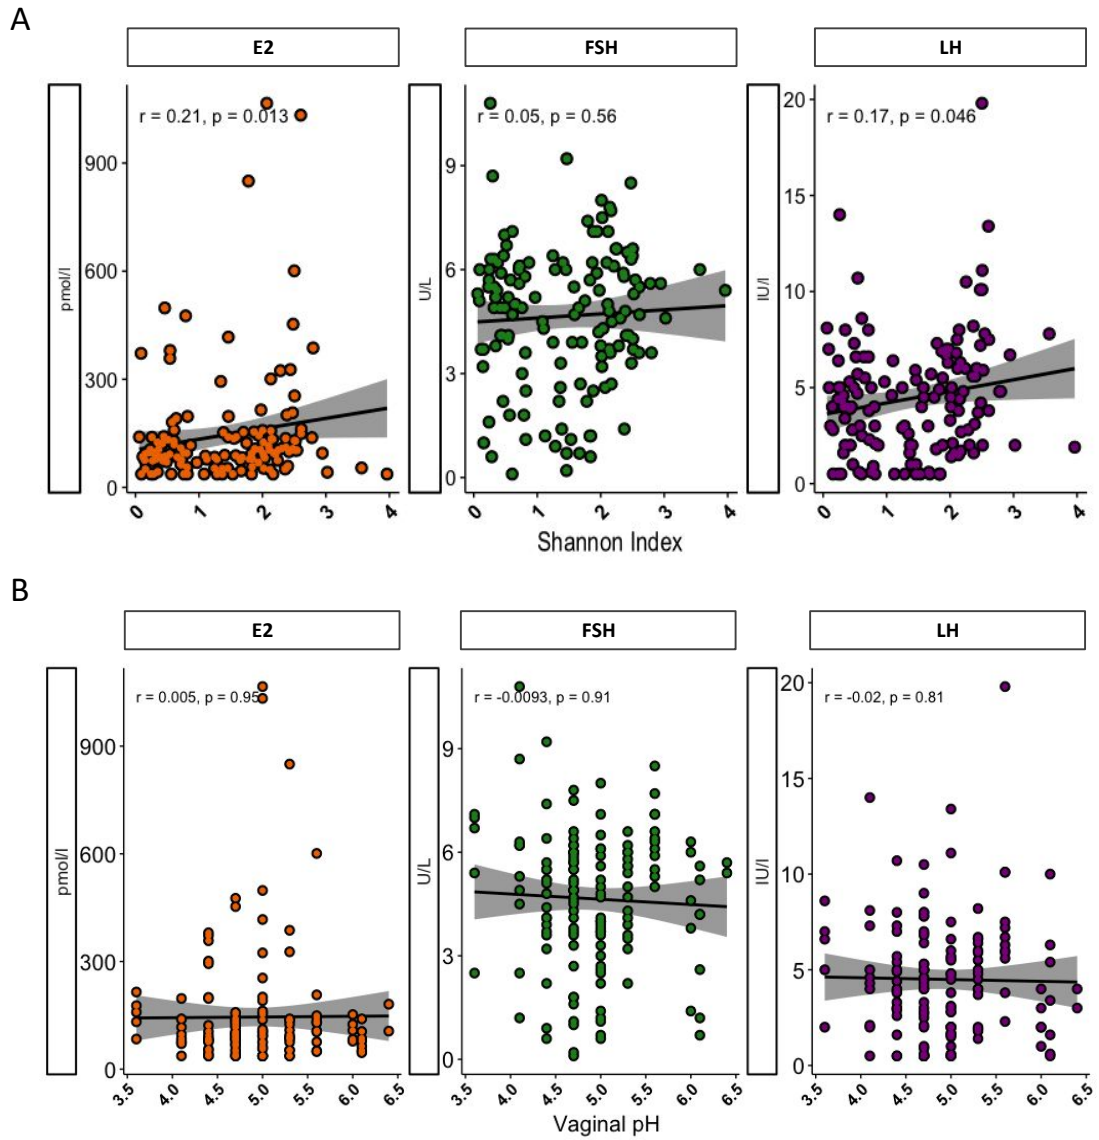 A
E2
FSH
LH
pmol/l
r = 0.21, p = 0.013
900
600
300
0
0 1 2 3 4
U/L
r = 0.05, p = 0.56
9
6
3
0
0 1 2 3 4
IU/l
r = 0.17, p = 0.046
20
15
10
5
0
0 1 2 3 4
Shannon Index
B
E2
FSH
LH
pmol/l
r = 0.005, p = 0.95
900
600
300
0
3.5 4.0 4.5 5.0 5.5 6.0 6.5
U/L
r = -0.0093, p = 0.91
9
6
3
0
3.5 4.0 4.5 5.0 5.5 6.0 6.5
IU/l
r = -0.02, p = 0.81
20
15
10
5
0
3.5 4.0 4.5 5.0 5.5 6.0 6.5
Vaginal pH